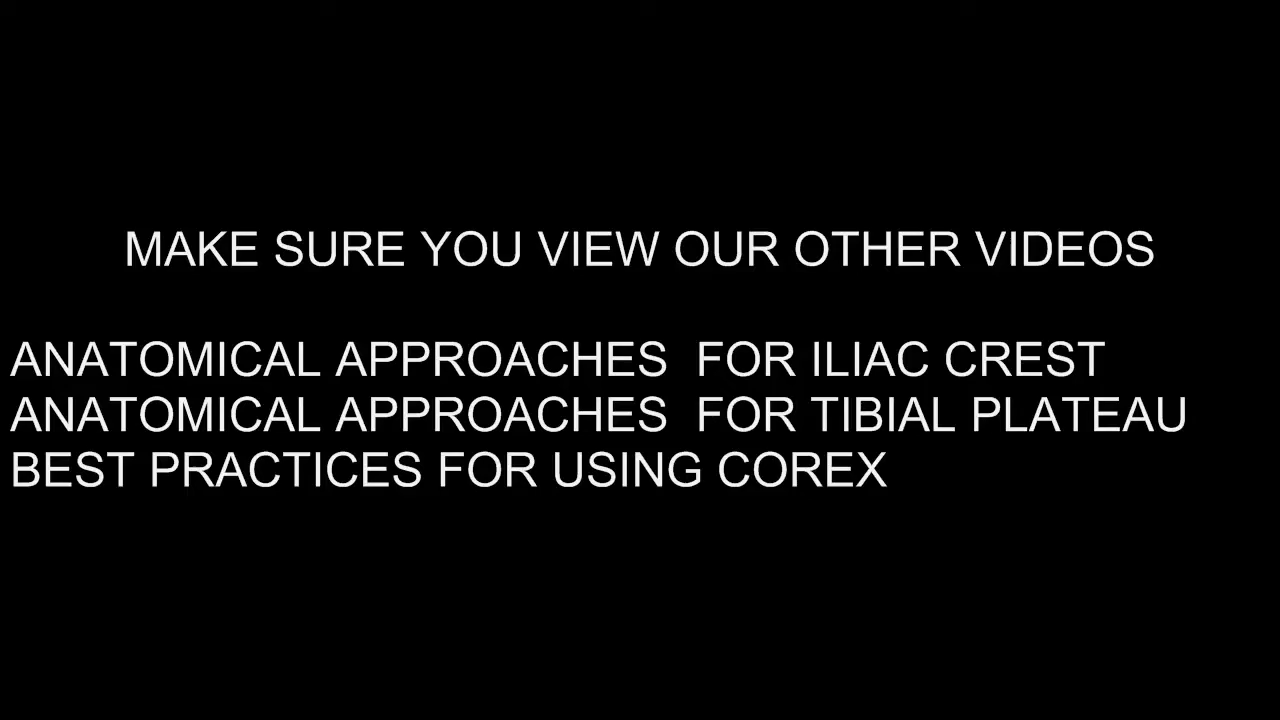 MAKE SURE YOU VIEW OUR OTHER VIDEOS
ANATOMICAL APPROACHES  FOR ILIAC CREST
ANATOMICAL APPROACHES  FOR TIBIAL PLATEAU
BEST PRACTICES FOR USING COREX